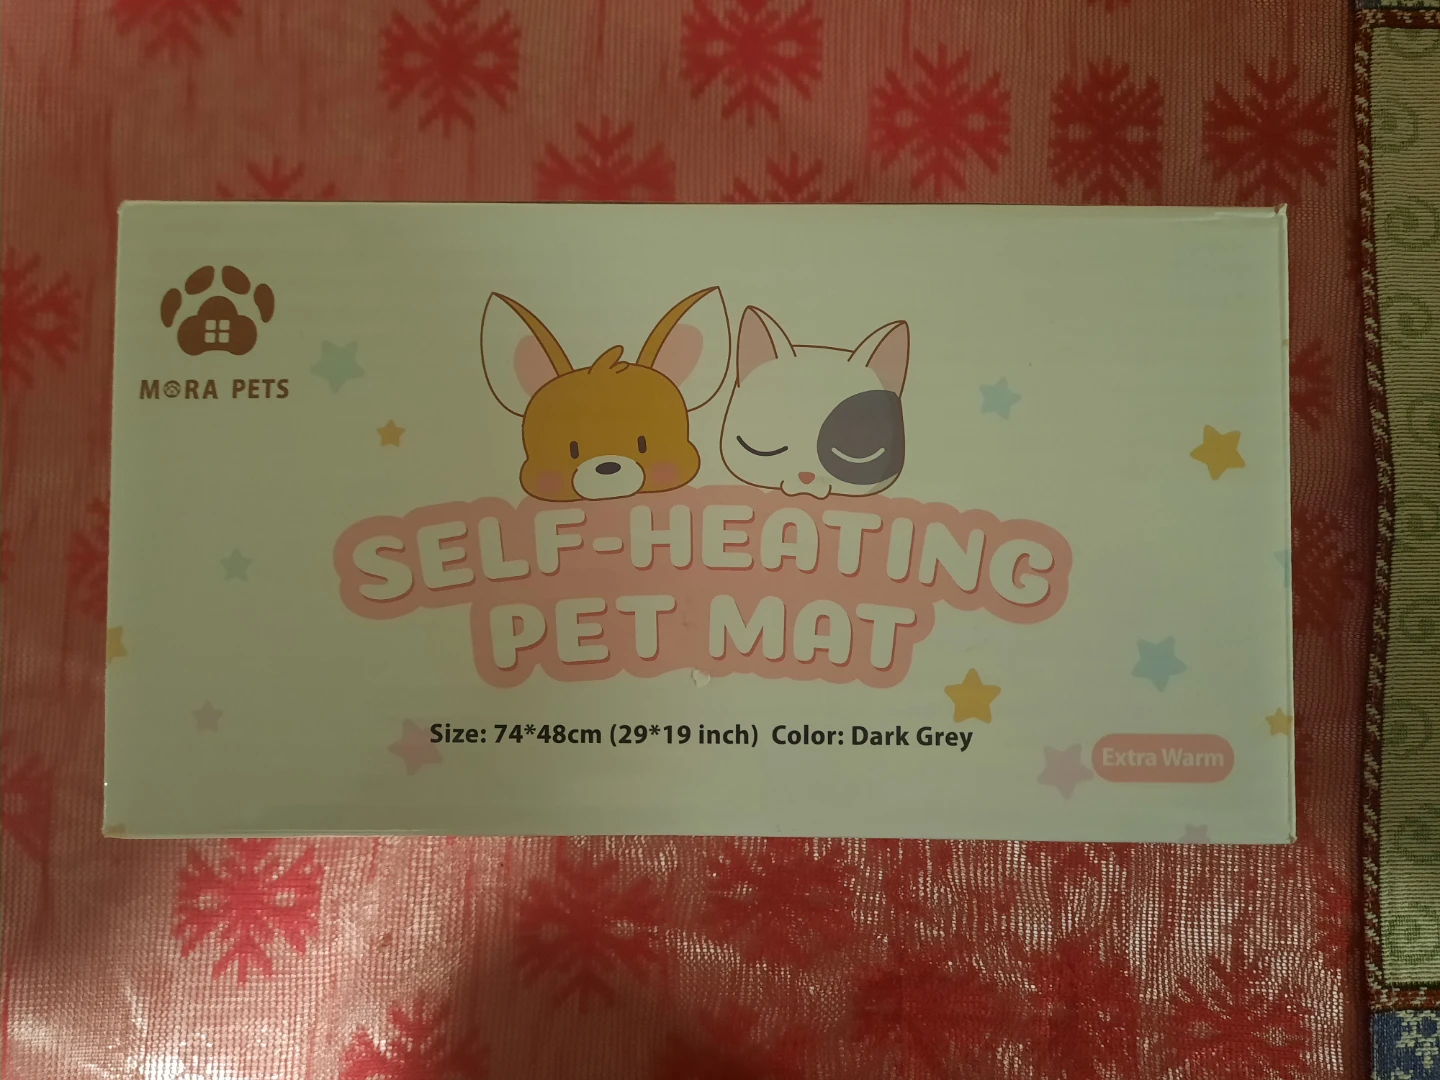 MORA PETS
SELF-HEATING
PET MAT
Size: 74*48cm (29*19 inch) Color: Dark Grey
Extra Warm